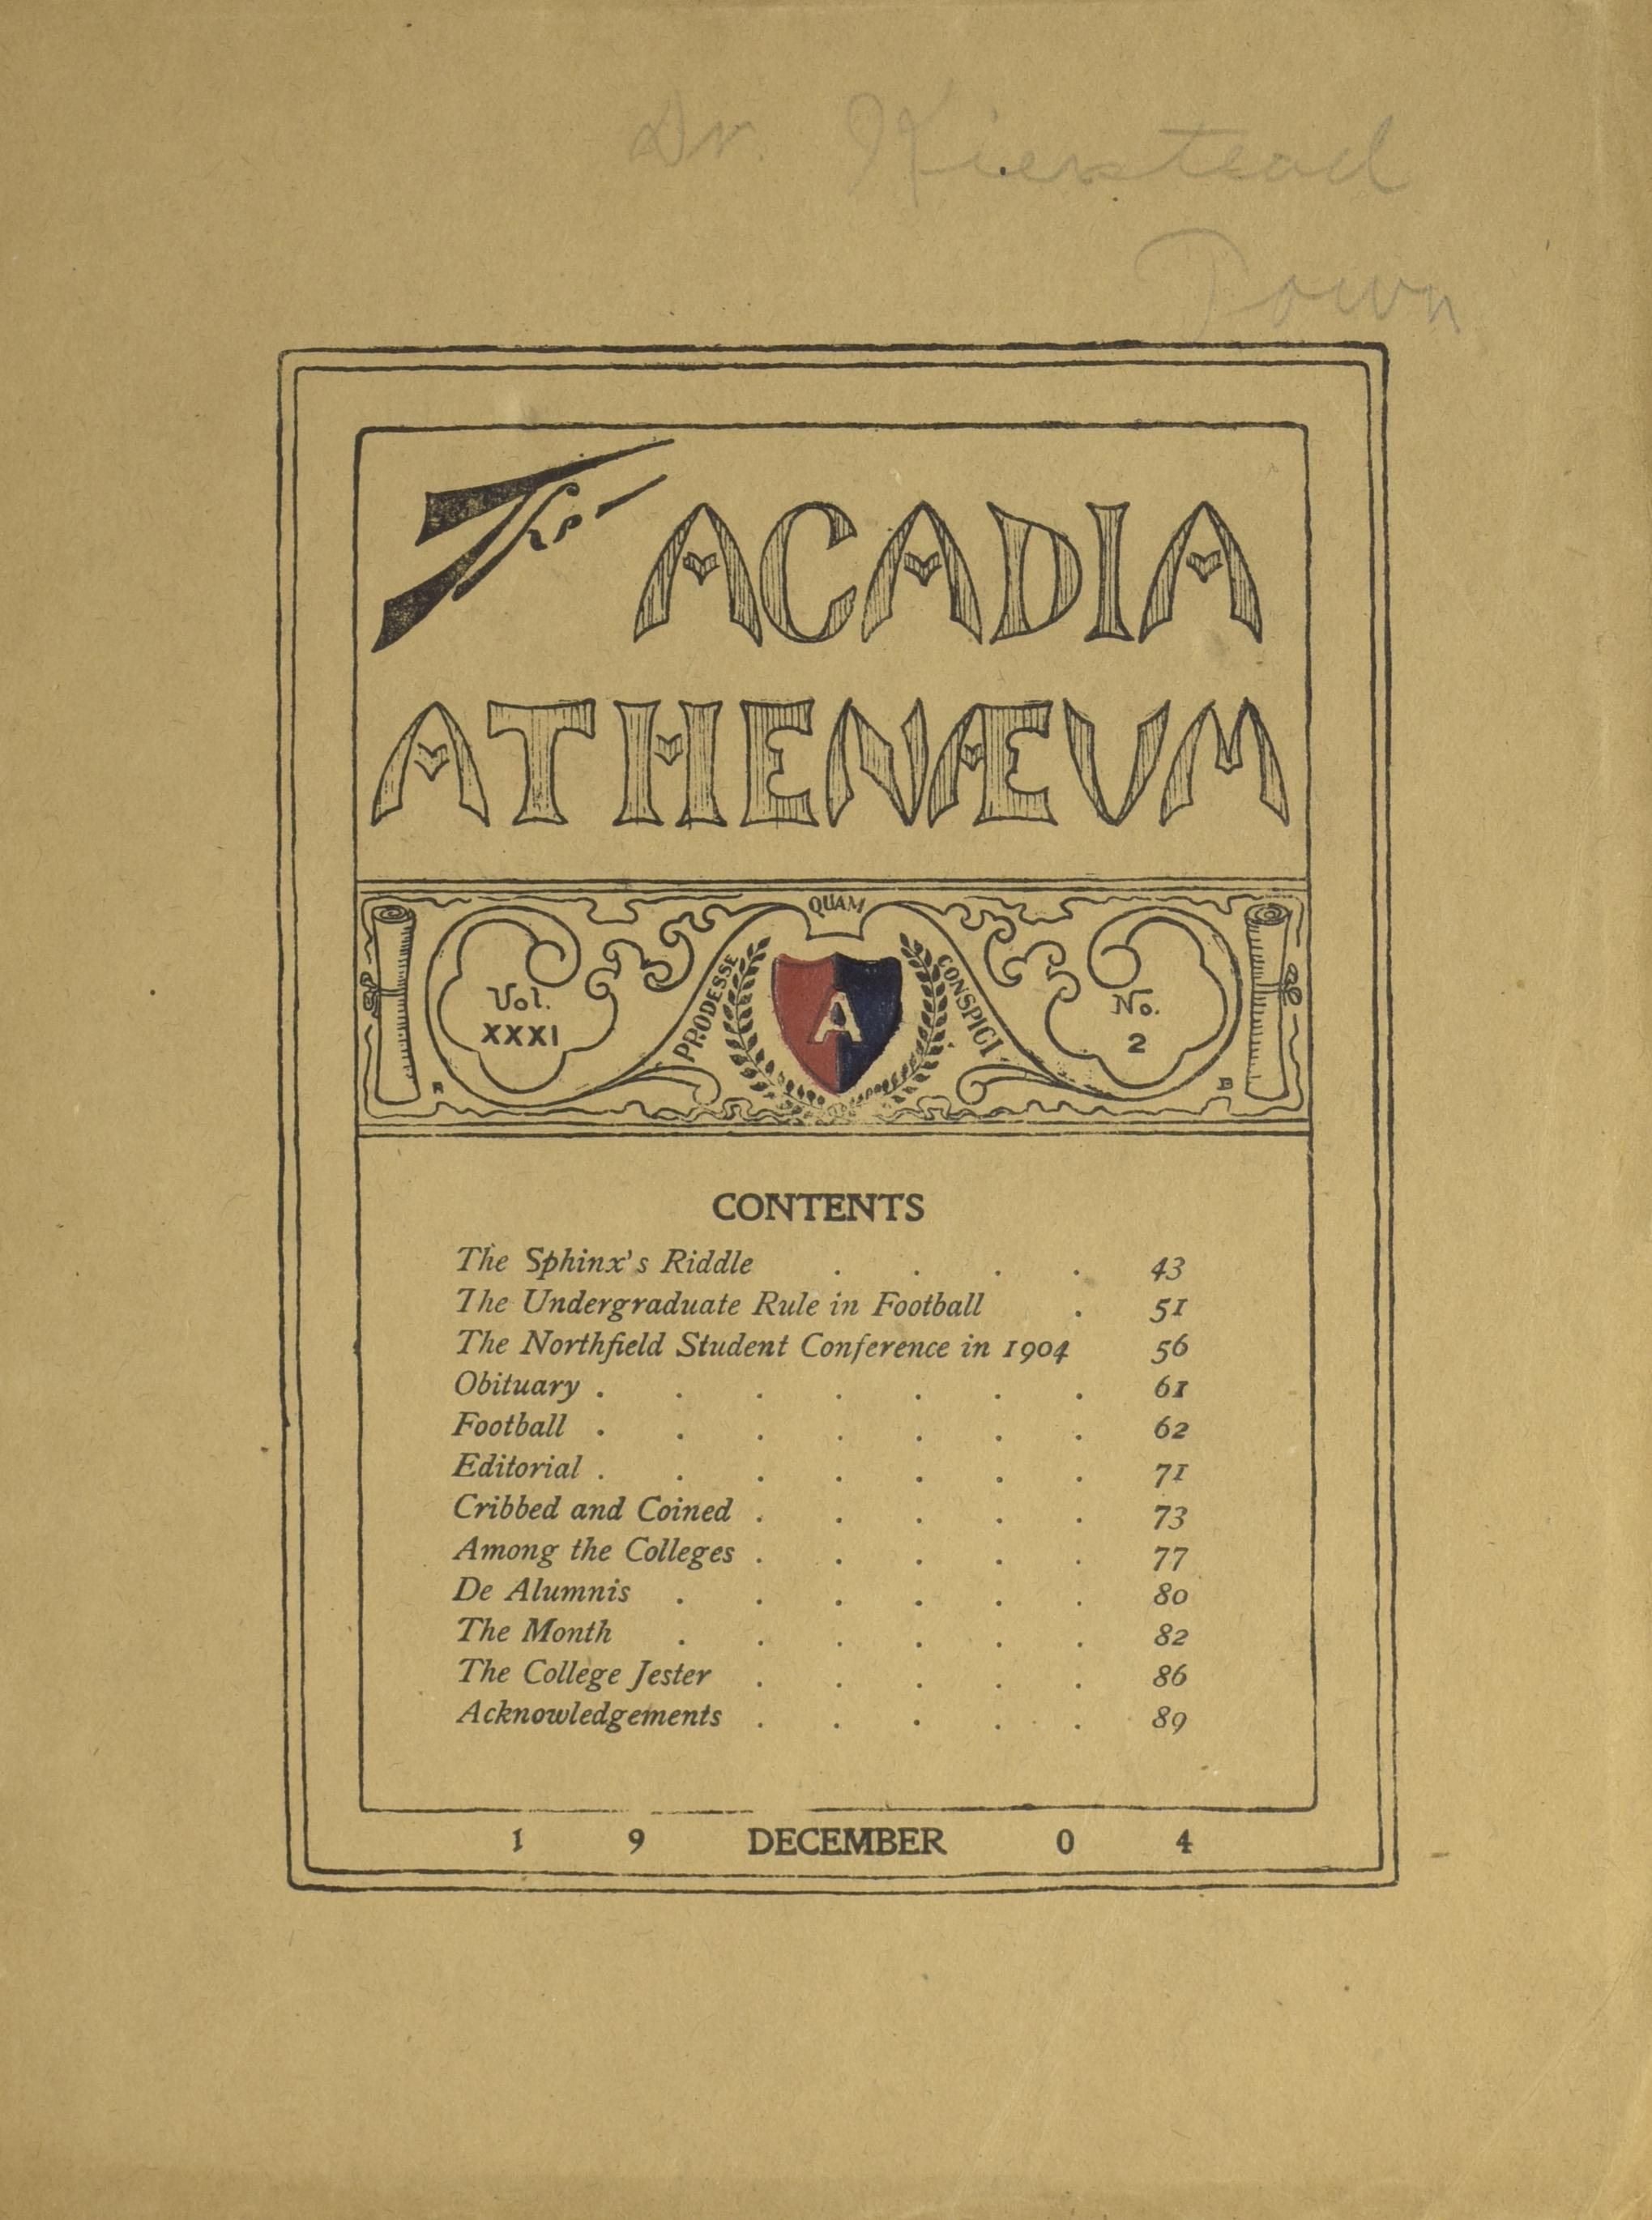 Dr. Kierstead
Town
The ACADIA
ATHENÆUM
QUAM
PRODESSE
CONSPICI
Vol.
XXXI
A
No.
2
R
B
CONTENTS
The Sphinx's Riddle . . . . 43
The Undergraduate Rule in Football . 51
The Northfield Student Conference in 1904 56
Obituary . . . . . . . 61
Football . . . . . . . 62
Editorial . . . . . . . 71
Cribbed and Coined . . . . . 73
Among the Colleges . . . . . 77
De Alumnis . . . . . . 80
The Month . . . . . . 82
The College Jester . . . . . 86
Acknowledgements . . . . . 89
1 9 DECEMBER 0 4